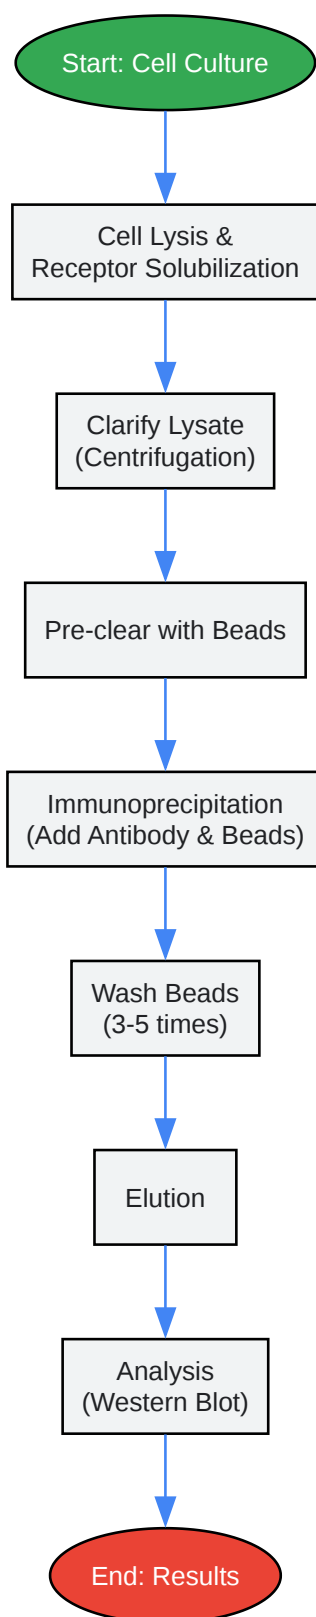 Start: Cell Culture
Cell Lysis &
Receptor Solubilization
Clarify Lysate
(Centrifugation)
Pre-clear with Beads
Immunoprecipitation
(Add Antibody & Beads)
Wash Beads
(3-5 times)
Elution
Analysis
(Western Blot)
End: Results